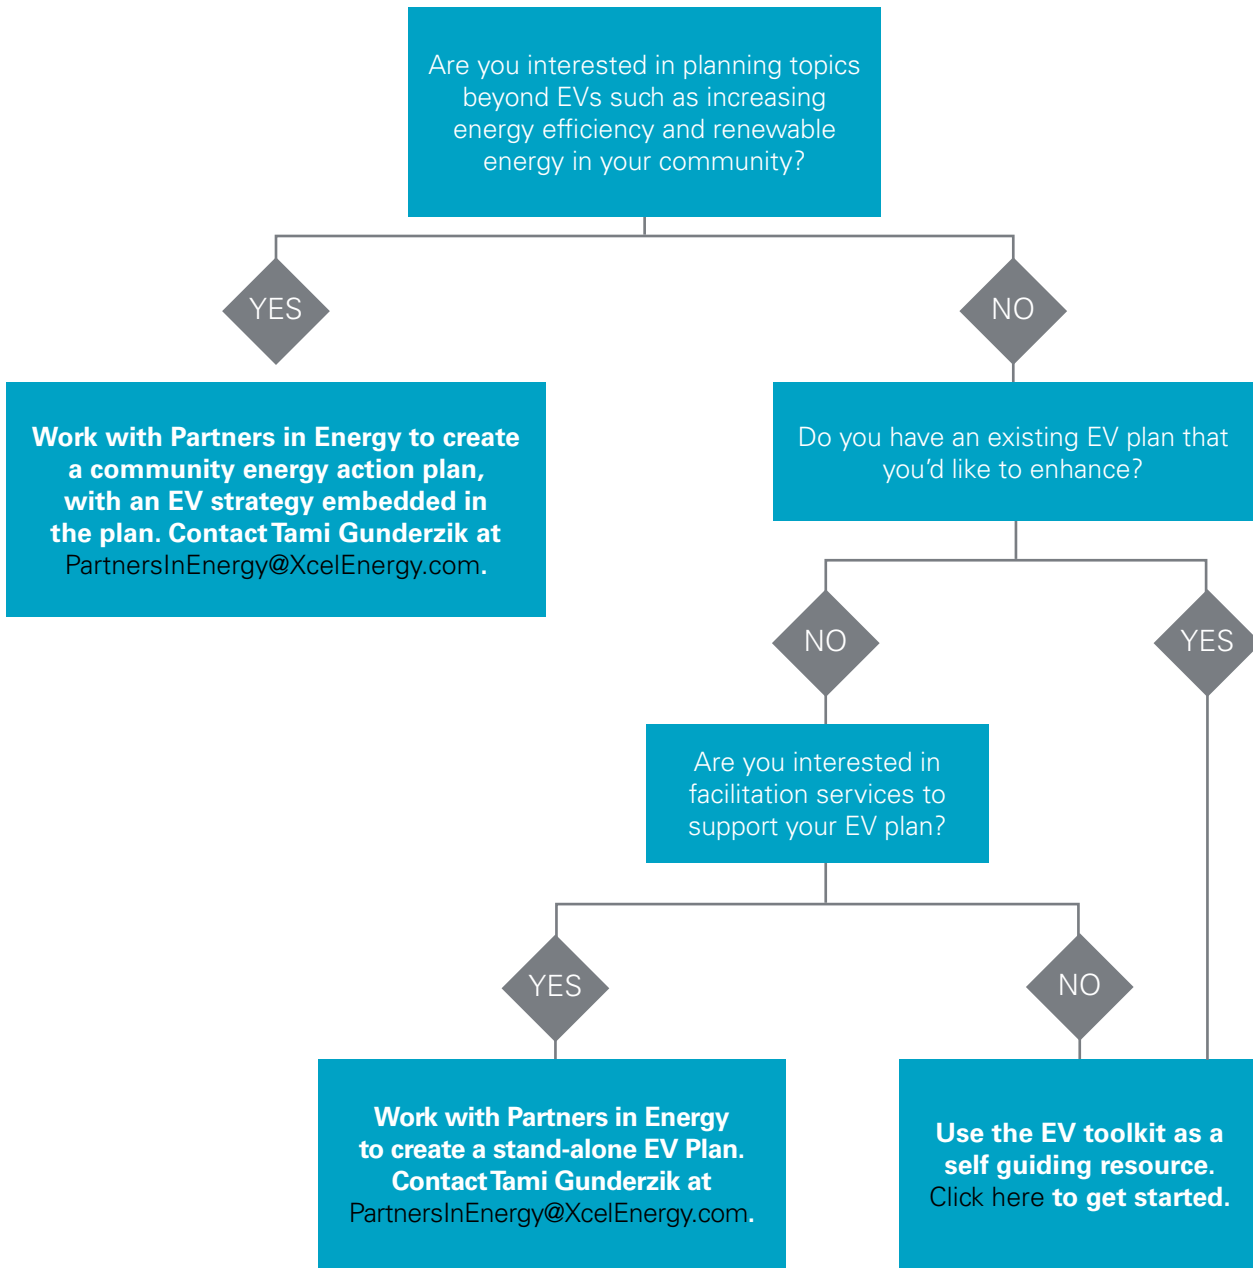 Are you interested in planning topics
beyond EVs such as increasing
energy efficiency and renewable
energy in your community?
YES
NO
Work with Partners in Energy to create
a community energy action plan,
with an EV strategy embedded in
the plan. Contact Tami Gunderzik at
PartnersInEnergy@XcelEnergy.com.
Do you have an existing EV plan that
you'd like to enhance?
NO
YES
Are you interested in
facilitation services to
support your EV plan?
YES
NO
Work with Partners in Energy
to create a stand-alone EV Plan.
Contact Tami Gunderzik at
PartnersInEnergy@XcelEnergy.com.
Use the EV toolkit as a
self guiding resource.
Click here to get started.